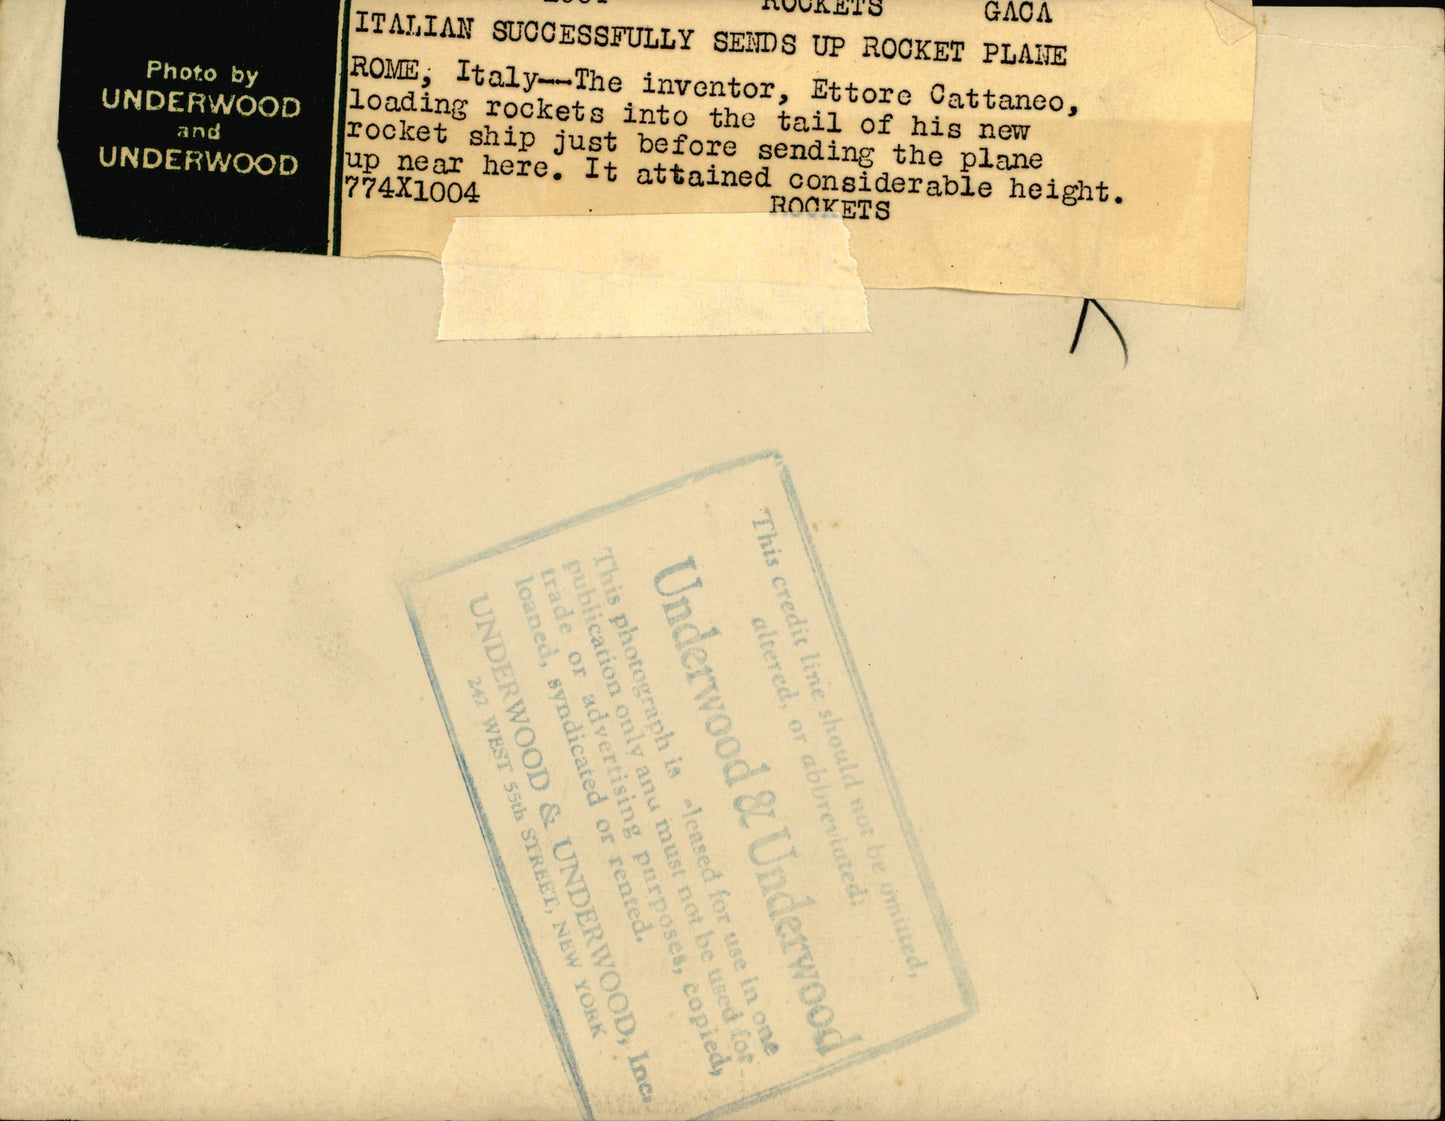 ROCKETS GACA
ITALIAN SUCCESSFULLY SENDS UP ROCKET PLANE
ROME, Italy--The inventor, Ettore Cattaneo,
loading rockets into the tail of his new
rocket ship just before sending the plane
up near here. It attained considerable height.
774X1004
ROCKETS
Photo by
UNDERWOOD
and
UNDERWOOD
This credit line should not be omitted,
altered, or abbreviated:
Underwood & Underwood
This photograph is leased for use in one
publication only and must not be used for
trade or advertising purposes, copied,
loaned, syndicated or rented.
UNDERWOOD & UNDERWOOD, Inc.
242 WEST 55th STREET, NEW YORK